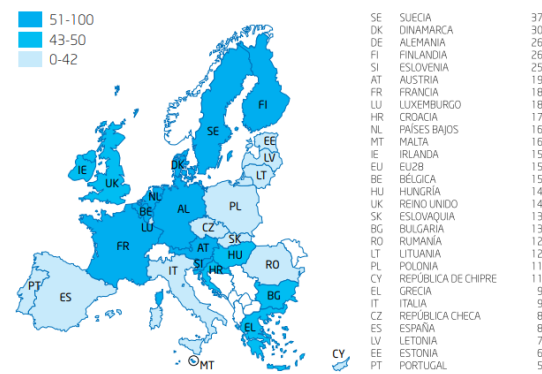 51-100
43-50
0-42
FI
SE
EE
LV
DK
LT
IE
UK
NL
PL
BE
AL
LU
CZ
SK
FR
AT
HU
SI
HR
RO
IT
BG
PT
ES
EL
MT
CY
SE SUECIA 37
DK DINAMARCA 30
DE ALEMANIA 26
FI FINLANDIA 26
SI ESLOVENIA 25
AT AUSTRIA 19
FR FRANCIA 18
LU LUXEMBURGO 18
HR CROACIA 17
NL PAÍSES BAJOS 16
MT MALTA 16
IE IRLANDA 15
EU EU28 15
BE BÉLGICA 15
HU HUNGRÍA 14
UK REINO UNIDO 14
SK ESLOVAQUIA 13
BG BULGARIA 13
RO RUMANÍA 12
LT LITUANIA 12
PL POLONIA 11
CY REPÚBLICA DE CHIPRE 11
EL GRECIA 9
IT ITALIA 9
CZ REPÚBLICA CHECA 8
ES ESPAÑA 8
LV LETONIA 7
EE ESTONIA 6
PT PORTUGAL 5